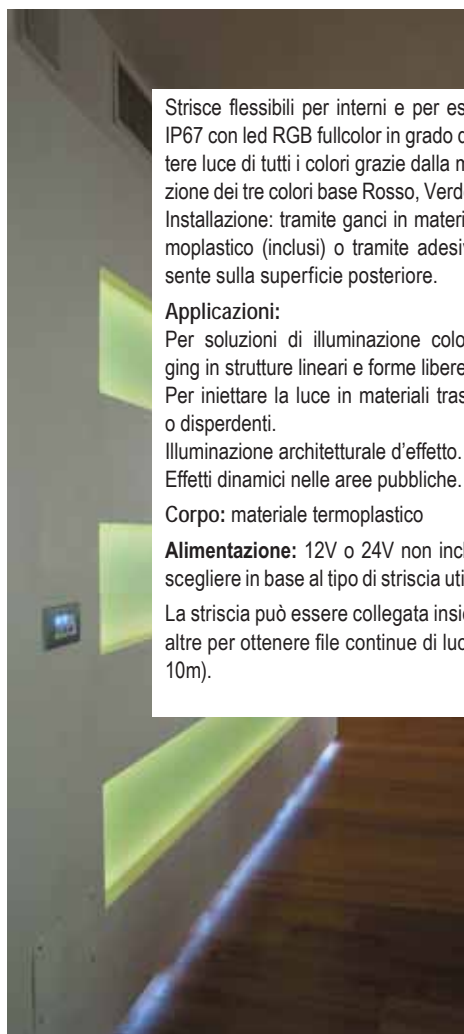 Strisce flessibili per interni e per es
IP67 con led RGB fullcolor in grado
tere luce di tutti i colori grazie dalla
zione dei tre colori base Rosso, Verd
Installazione: tramite ganci in materi
moplastico (inclusi) o tramite adesi
sente sulla superficie posteriore.
Applicazioni:
Per soluzioni di illuminazione colo
ging in strutture lineari e forme libere
Per iniettare la luce in materiali tras
o disperdenti.
Illuminazione architetturale d'effetto.
Effetti dinamici nelle aree pubbliche.
Corpo: materiale termoplastico
Alimentazione: 12V o 24V non incl
scegliere in base al tipo di striscia uti
La striscia può essere collegata insi
altre per ottenere file continue di luc
10m).